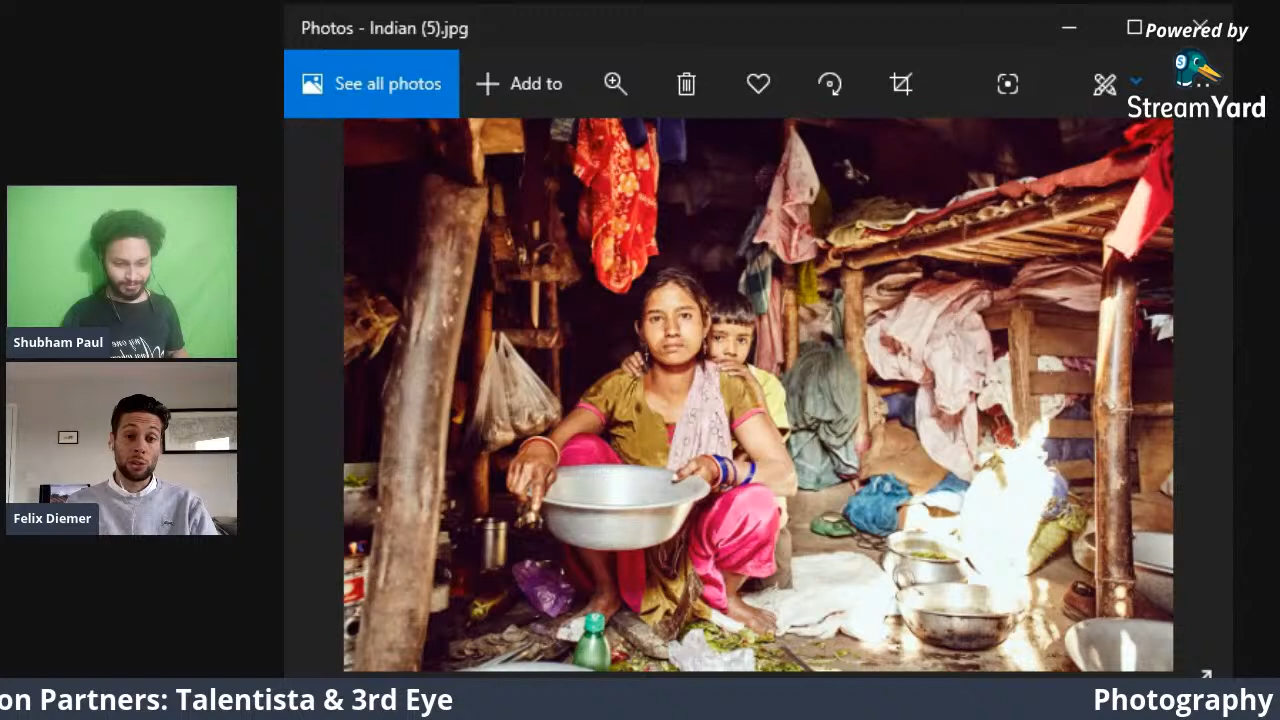 Photos - Indian (5).jpg
Powered by
See all photos
Add to
StreamYard
Shubham Paul
Felix Diemer
on Partners: Talentista & 3rd Eye
Photography